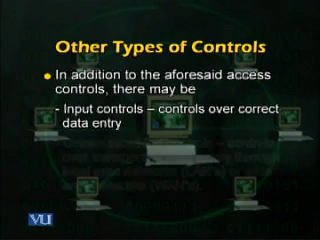 Other Types of Controls
In addition to the aforesaid access
controls, there may be
- Input controls – controls over correct
data entry
VU